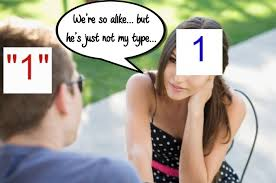 We're so alike... but
he's just not my type...
"1"
1